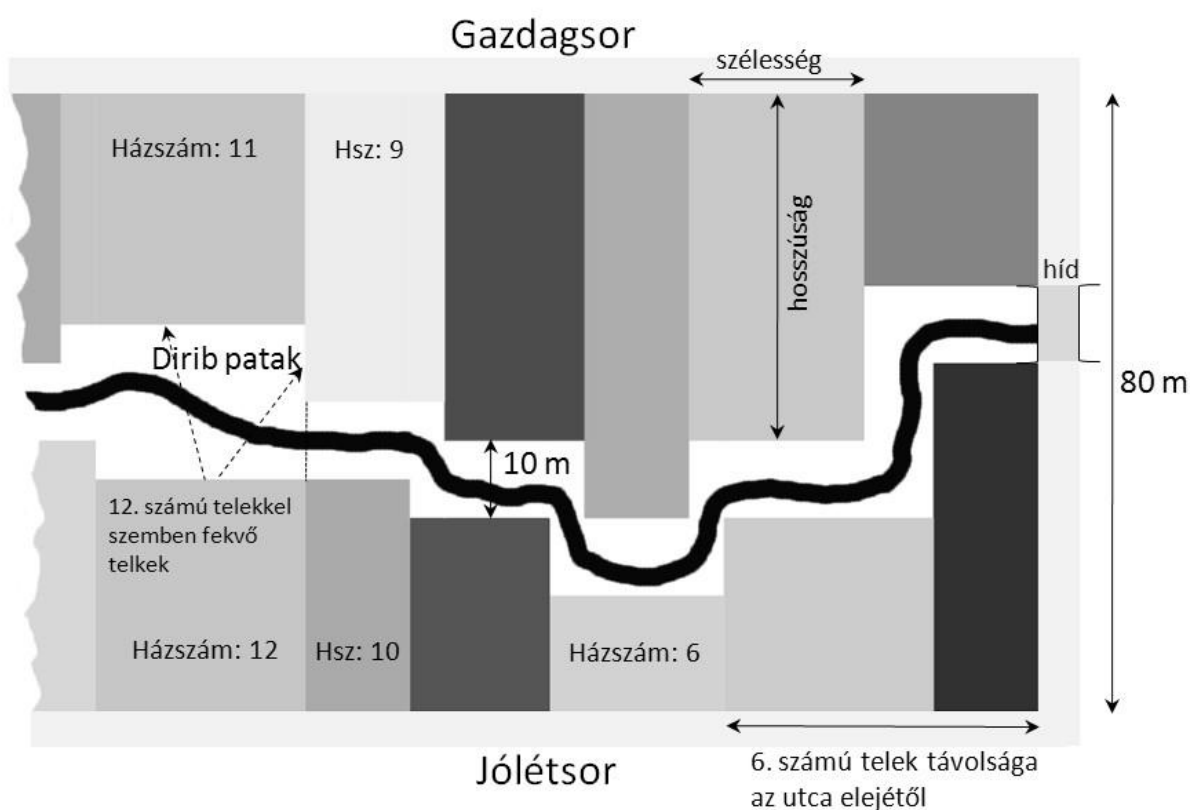 Gazdagsor
szélesség
Házszám: 11
Hsz: 9
hosszúság
híd
Dirib patak
80 m
10 m
12. számú telekkel
szemben fekvő
telkek
Házszám: 12
Hsz: 10
Házszám: 6
Jólétsor
6. számú telek távolsága
az utca elejétől